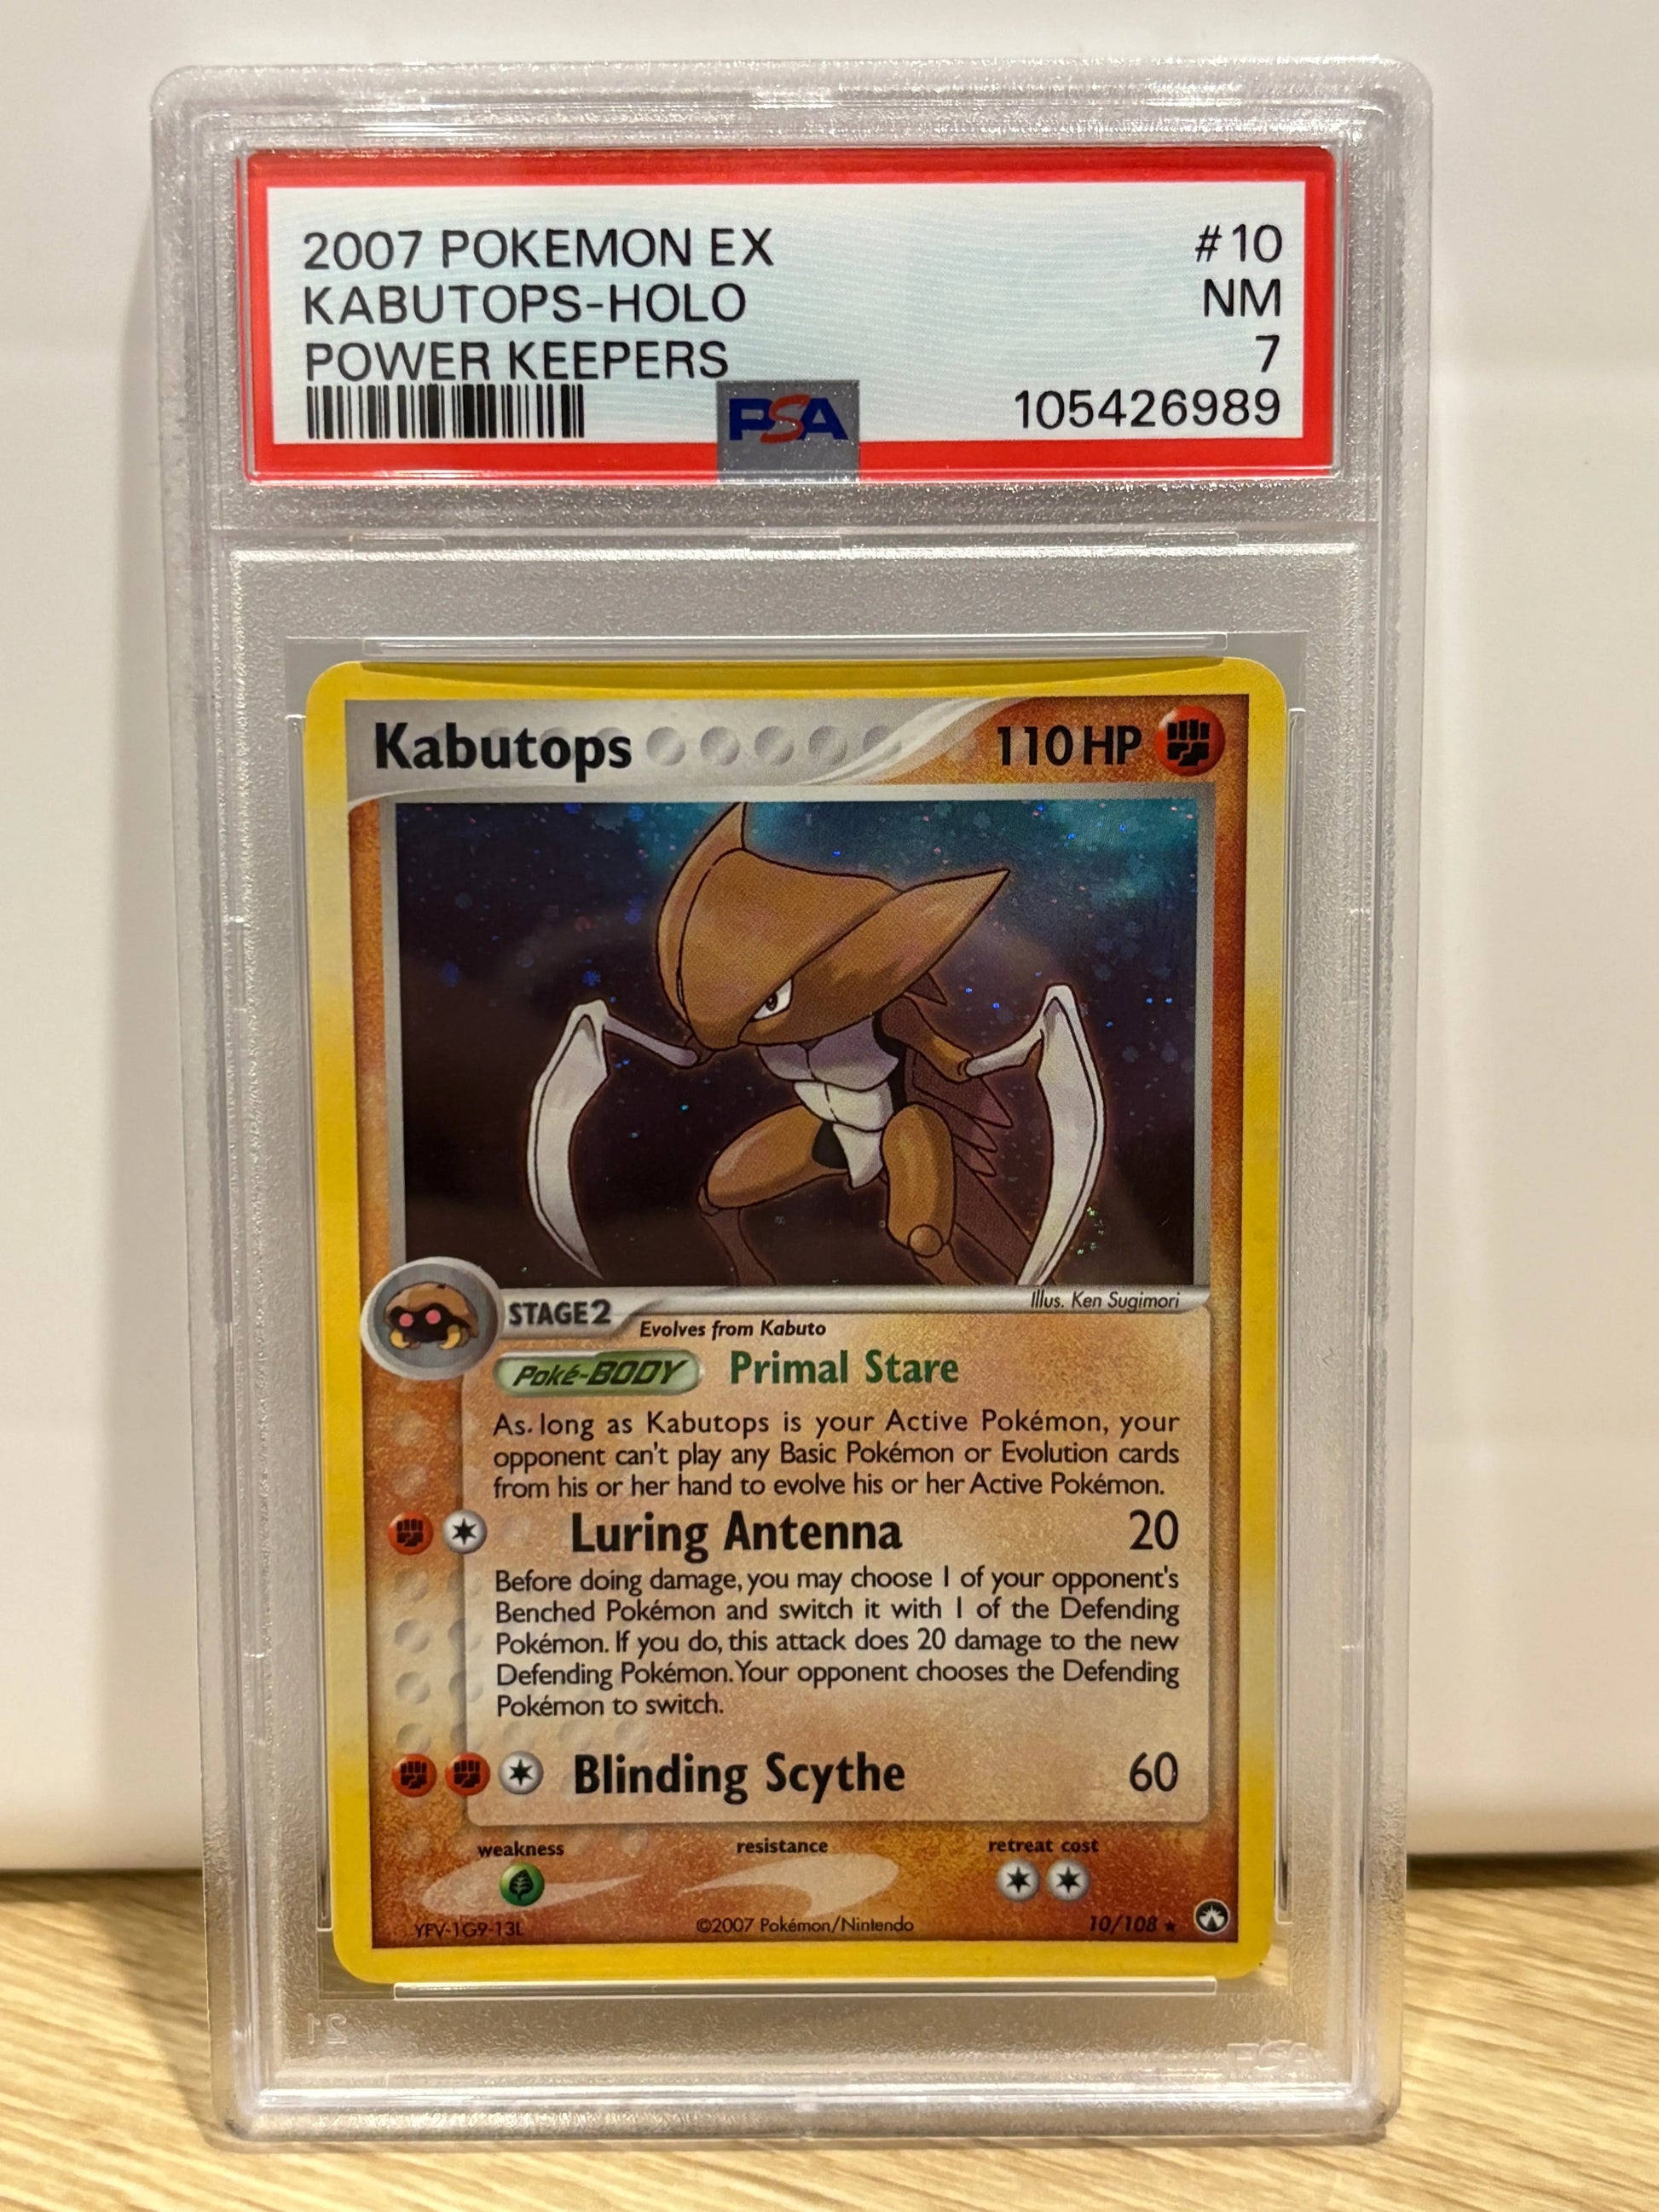 2007 POKEMON EX #10
KABUTOPS-HOLO NM
POWER KEEPERS 7
PSA 105426989
Kabutops 110 HP
Illus. Ken Sugimori
STAGE2 Evolves from Kabuto
Poké-BODY Primal Stare
As long as Kabutops is your Active Pokémon, your
opponent can't play any Basic Pokémon or Evolution cards
from his or her hand to evolve his or her Active Pokémon.
Luring Antenna 20
Before doing damage, you may choose 1 of your opponent's
Benched Pokémon and switch it with 1 of the Defending
Pokémon. If you do, this attack does 20 damage to the new
Defending Pokémon. Your opponent chooses the Defending
Pokémon to switch.
Blinding Scythe 60
weakness resistance retreat cost
YFV-1G9-13L ©2007 Pokémon/Nintendo 10/108 ★
21 PSA